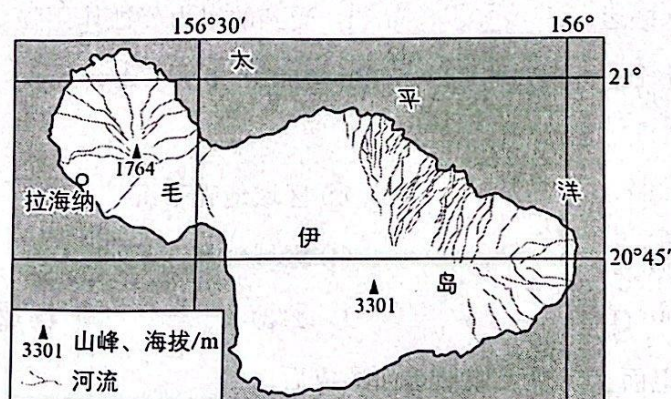 156°30′
156°
太
平
洋
21°
1764
拉海纳
毛
伊
岛
20°45′
3301
3301 山峰、海拔/m
河流